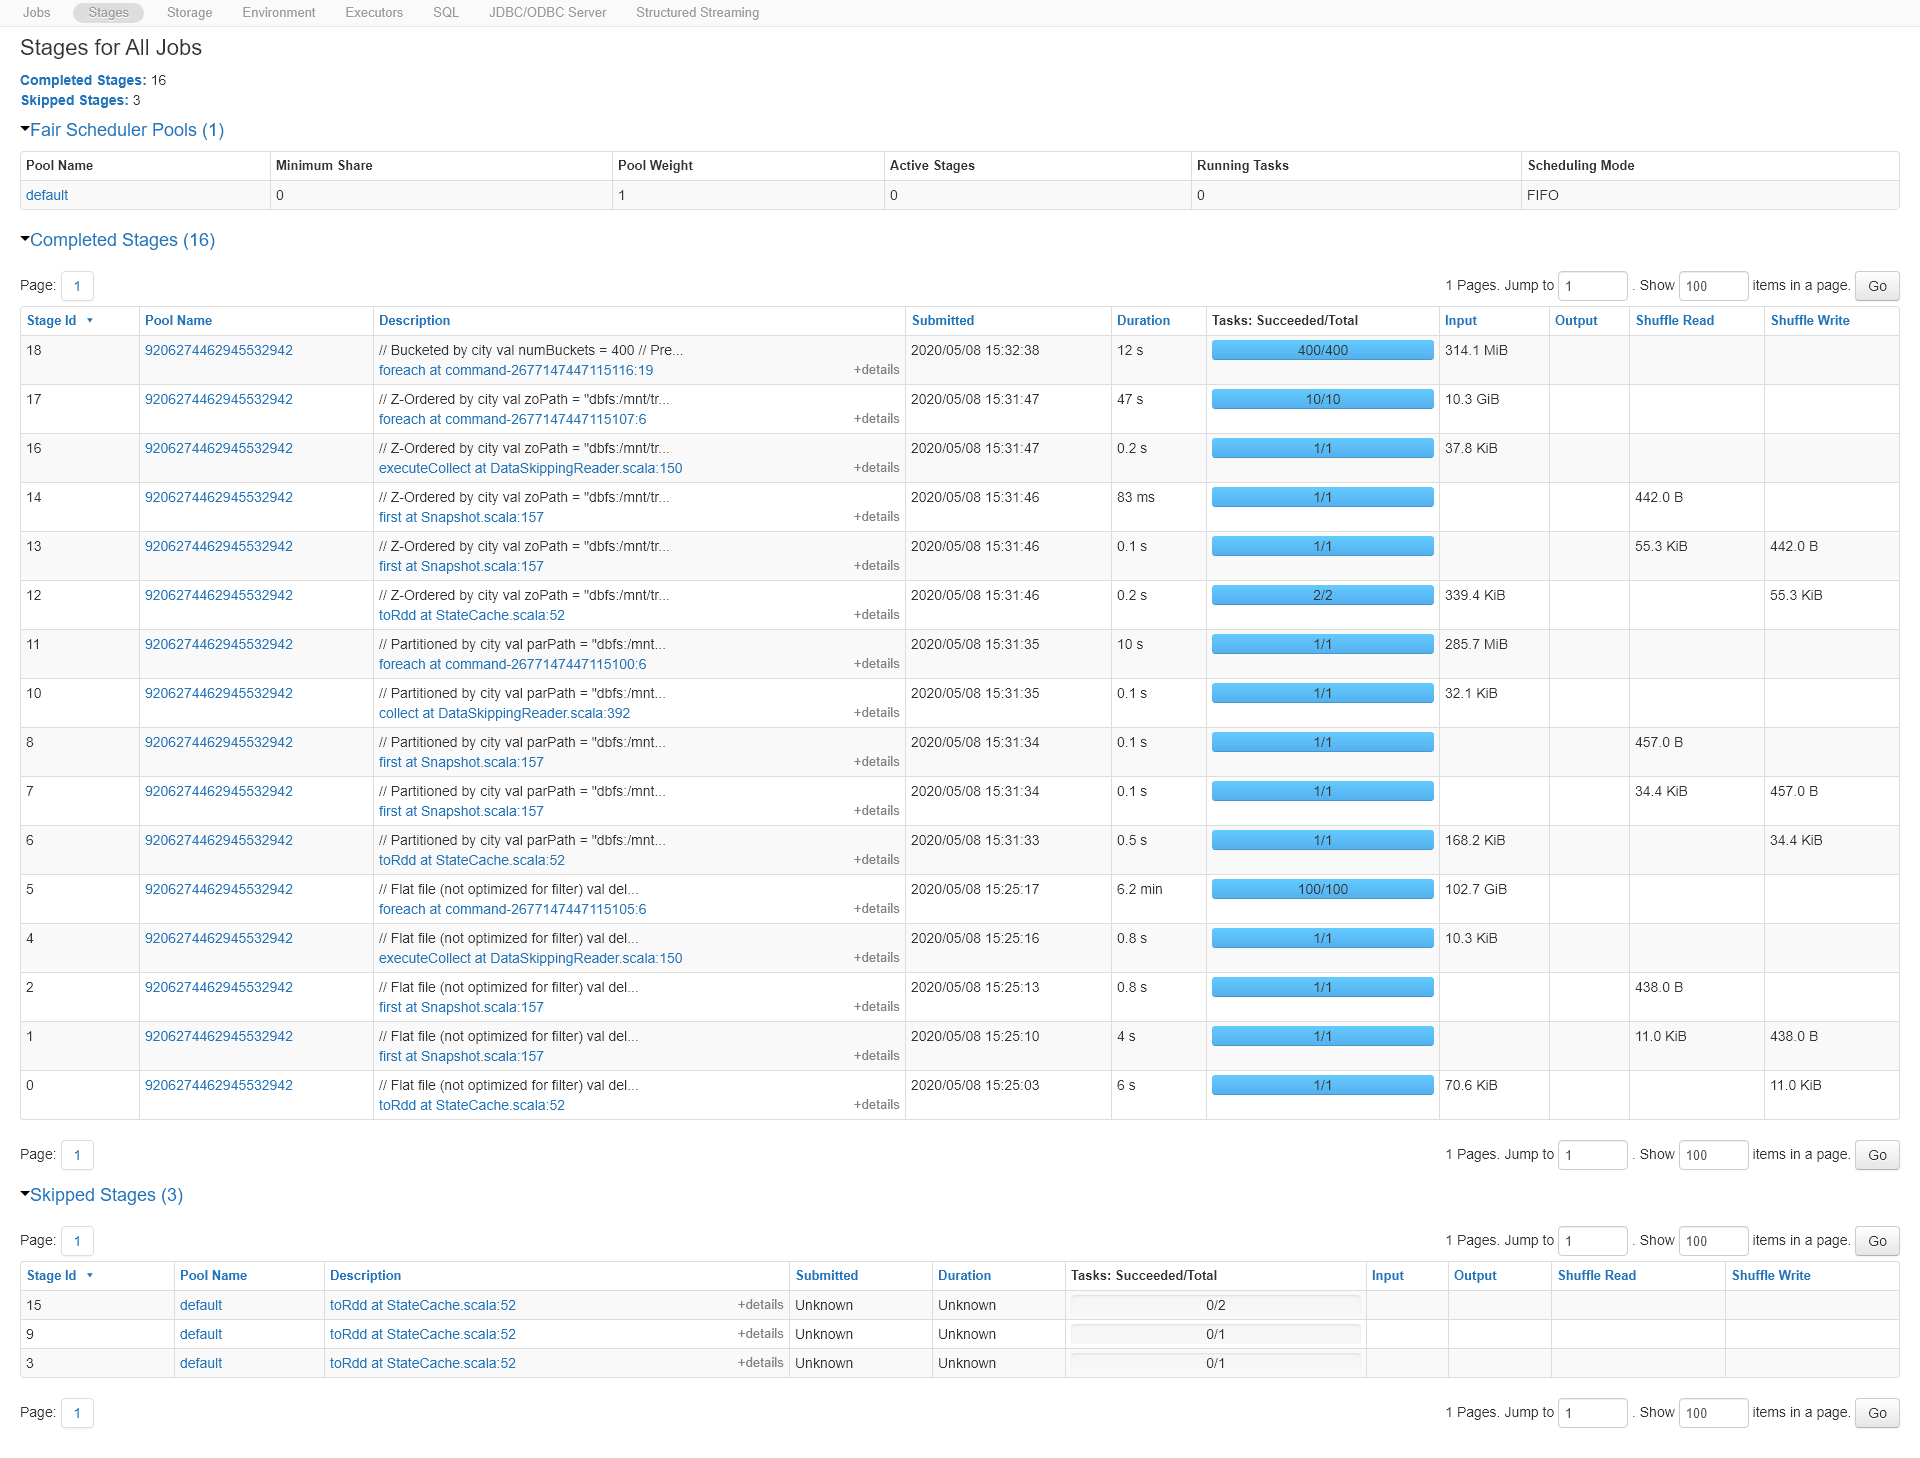 Jobs Stages Storage Environment Executors SQL JDBC/ODBC Server Structured Streaming
Stages for All Jobs
Completed Stages: 16
Skipped Stages: 3
Fair Scheduler Pools (1)
Pool Name Minimum Share Pool Weight Active Stages Running Tasks Scheduling Mode
default 0 1 0 0 FIFO
Completed Stages (16)
Page: 1 1 Pages. Jump to 1 . Show 100 items in a page. Go
Stage Id Pool Name Description Submitted Duration Tasks: Succeeded/Total Input Output Shuffle Read Shuffle Write
18 9206274462945532942 // Bucketed by city val numBuckets = 400 // Pre... 2020/05/08 15:32:38 12 s 400/400 314.1 MiB
foreach at command-2677147447115116:19 +details
17 9206274462945532942 // Z-Ordered by city val zoPath = "dbfs:/mnt/tr... 2020/05/08 15:31:47 47 s 10/10 10.3 GiB
foreach at command-2677147447115107:6 +details
16 9206274462945532942 // Z-Ordered by city val zoPath = "dbfs:/mnt/tr... 2020/05/08 15:31:47 0.2 s 1/1 37.8 KiB
executeCollect at DataSkippingReader.scala:150 +details
14 9206274462945532942 // Z-Ordered by city val zoPath = "dbfs:/mnt/tr... 2020/05/08 15:31:46 83 ms 1/1 442.0 B
first at Snapshot.scala:157 +details
13 9206274462945532942 // Z-Ordered by city val zoPath = "dbfs:/mnt/tr... 2020/05/08 15:31:46 0.1 s 1/1 55.3 KiB 442.0 B
first at Snapshot.scala:157 +details
12 9206274462945532942 // Z-Ordered by city val zoPath = "dbfs:/mnt/tr... 2020/05/08 15:31:46 0.2 s 2/2 339.4 KiB 55.3 KiB
toRdd at StateCache.scala:52 +details
11 9206274462945532942 // Partitioned by city val parPath = "dbfs:/mnt... 2020/05/08 15:31:35 10 s 1/1 285.7 MiB
foreach at command-2677147447115100:6 +details
10 9206274462945532942 // Partitioned by city val parPath = "dbfs:/mnt... 2020/05/08 15:31:35 0.1 s 1/1 32.1 KiB
collect at DataSkippingReader.scala:392 +details
8 9206274462945532942 // Partitioned by city val parPath = "dbfs:/mnt... 2020/05/08 15:31:34 0.1 s 1/1 457.0 B
first at Snapshot.scala:157 +details
7 9206274462945532942 // Partitioned by city val parPath = "dbfs:/mnt... 2020/05/08 15:31:34 0.1 s 1/1 34.4 KiB 457.0 B
first at Snapshot.scala:157 +details
6 9206274462945532942 // Partitioned by city val parPath = "dbfs:/mnt... 2020/05/08 15:31:33 0.5 s 1/1 168.2 KiB 34.4 KiB
toRdd at StateCache.scala:52 +details
5 9206274462945532942 // Flat file (not optimized for filter) val del... 2020/05/08 15:25:17 6.2 min 100/100 102.7 GiB
foreach at command-2677147447115105:6 +details
4 9206274462945532942 // Flat file (not optimized for filter) val del... 2020/05/08 15:25:16 0.8 s 1/1 10.3 KiB
executeCollect at DataSkippingReader.scala:150 +details
2 9206274462945532942 // Flat file (not optimized for filter) val del... 2020/05/08 15:25:13 0.8 s 1/1 438.0 B
first at Snapshot.scala:157 +details
1 9206274462945532942 // Flat file (not optimized for filter) val del... 2020/05/08 15:25:10 4 s 1/1 11.0 KiB 438.0 B
first at Snapshot.scala:157 +details
0 9206274462945532942 // Flat file (not optimized for filter) val del... 2020/05/08 15:25:03 6 s 1/1 70.6 KiB 11.0 KiB
toRdd at StateCache.scala:52 +details
Page: 1 1 Pages. Jump to 1 . Show 100 items in a page. Go
Skipped Stages (3)
Page: 1 1 Pages. Jump to 1 . Show 100 items in a page. Go
Stage Id Pool Name Description Submitted Duration Tasks: Succeeded/Total Input Output Shuffle Read Shuffle Write
15 default toRdd at StateCache.scala:52 +details Unknown Unknown 0/2
9 default toRdd at StateCache.scala:52 +details Unknown Unknown 0/1
3 default toRdd at StateCache.scala:52 +details Unknown Unknown 0/1
Page: 1 1 Pages. Jump to 1 . Show 100 items in a page. Go